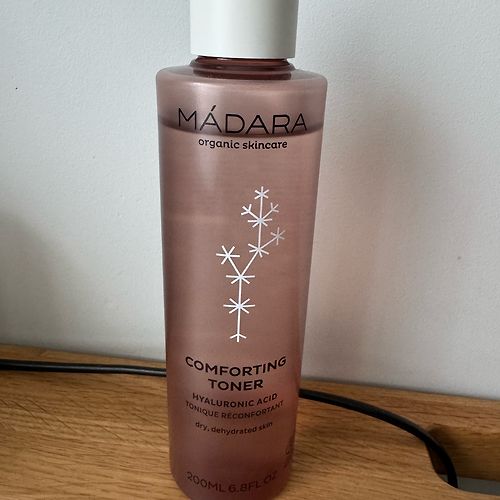 MÁDARA
organic skincare
COMFORTING
TONER
HYALURONIC ACID
TONIQUE RÉCONFORTANT
dry, dehydrated skin
200ML 6.8FL OZ